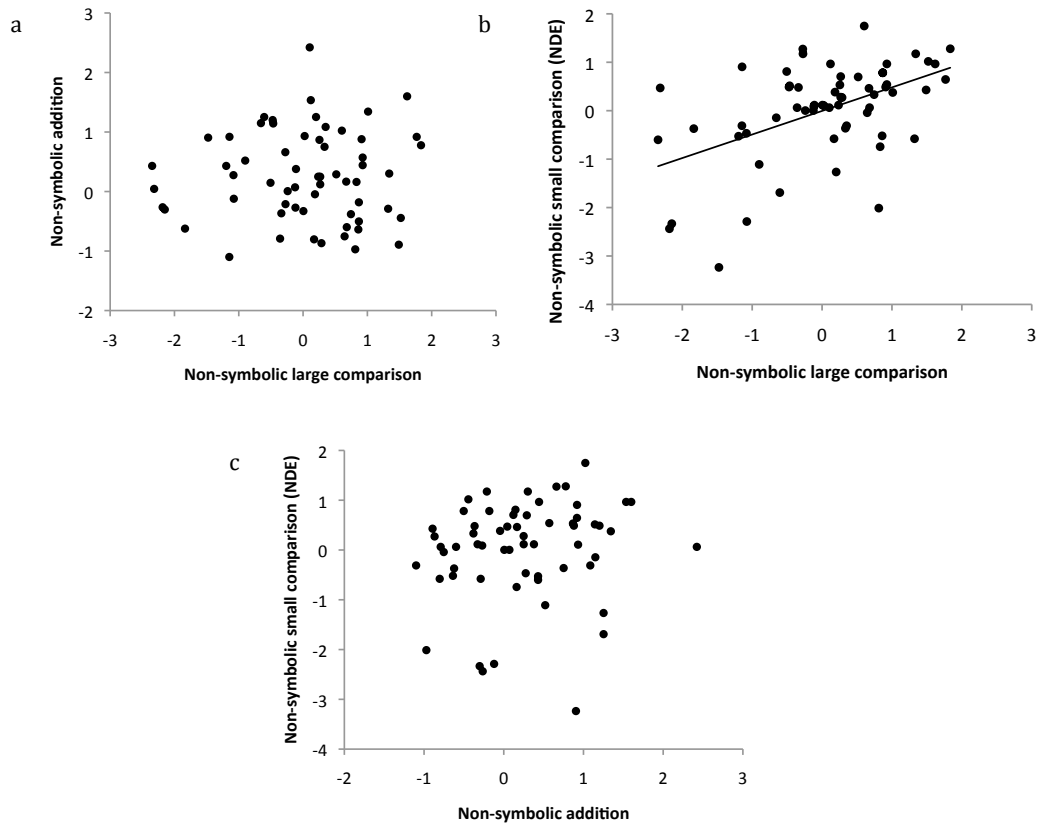 a
3
2
1
0
-1
-2
-3 -2 -1 0 1 2 3
Non-symbolic addition
Non-symbolic large comparison
b
2
1
0
-1
-2
-3
-4
-3 -2 -1 0 1 2 3
Non-symbolic small comparison (NDE)
Non-symbolic large comparison
c
2
1
0
-1
-2
-3
-4
-2 -1 0 1 2 3
Non-symbolic small comparison (NDE)
Non-symbolic addition